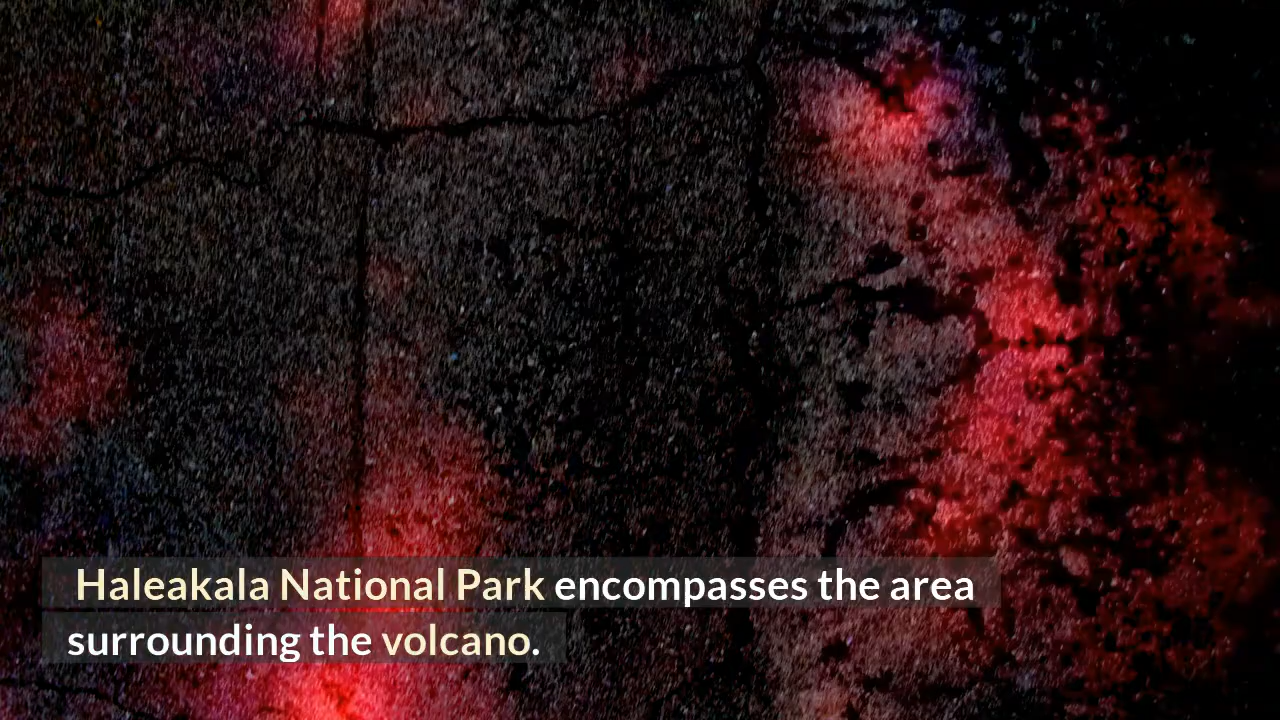 Haleakala National Park encompasses the area
surrounding the volcano.